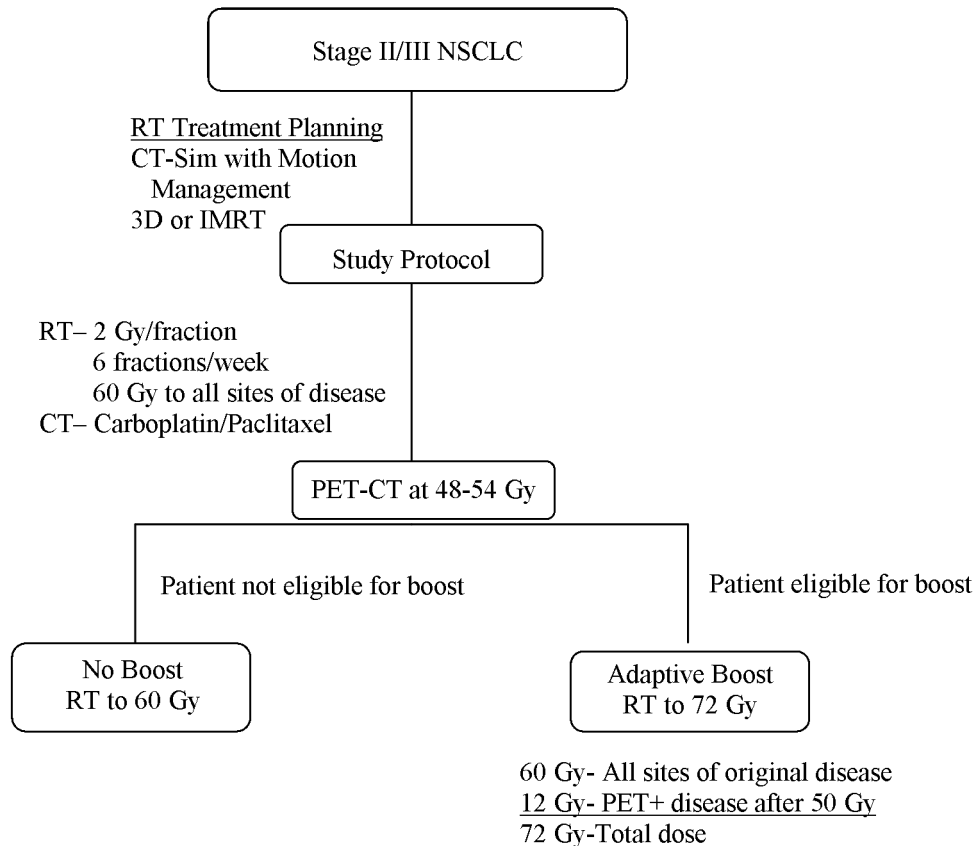 Stage II/III NSCLC
RT Treatment Planning
CT-Sim with Motion
Management
3D or IMRT
Study Protocol
RT– 2 Gy/fraction
6 fractions/week
60 Gy to all sites of disease
CT– Carboplatin/Paclitaxel
PET-CT at 48-54 Gy
Patient not eligible for boost
Patient eligible for boost
No Boost
RT to 60 Gy
Adaptive Boost
RT to 72 Gy
60 Gy- All sites of original disease
12 Gy- PET+ disease after 50 Gy
72 Gy-Total dose